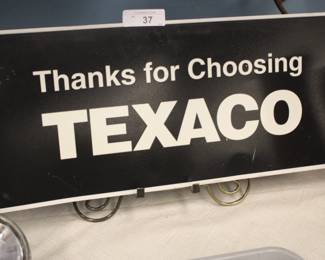 37
Thanks for Choosing
TEXACO